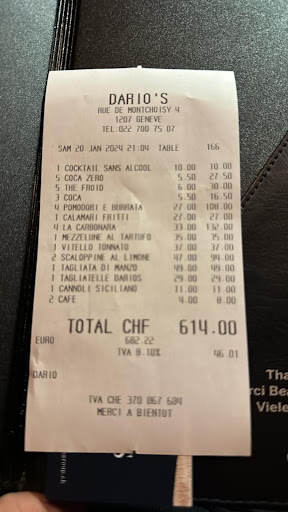 DARIO'S
RUE DE MONTCHOISY 4
1207 GENEVE
TEL:022 700 75 07
SAM 20 JAN 2024 21:04 TABLE 166
1 COCKTAIL SANS ALCOOL 10.00 10.00
5 COCA ZERO 5.50 27.50
5 THE FROID 6.00 30.00
3 COCA 5.50 16.50
4 POMODORI E BURRATA 27.00 108.00
1 CALAMARI FRITTI 27.00 27.00
4 LA CARBONARA 33.00 132.00
1 MEZZELUNE AL TARTUFO 35.00 35.00
1 VITELLO TONNATO 37.00 37.00
2 SCALOPPINE AL LIMONE 47.00 94.00
1 TAGLIATA DI MANZO 49.00 49.00
1 TAGLIATELLE DARIOS 29.00 29.00
1 CANNOLI SICILIANO 11.00 11.00
2 CAFE 4.00 8.00
TOTAL CHF 614.00
EURO 682.22
TVA 8.10% 46.01
DARIO
TVA CHE 370 867 684
MERCI A BIENTOT
Tha
rci Bea
Viele